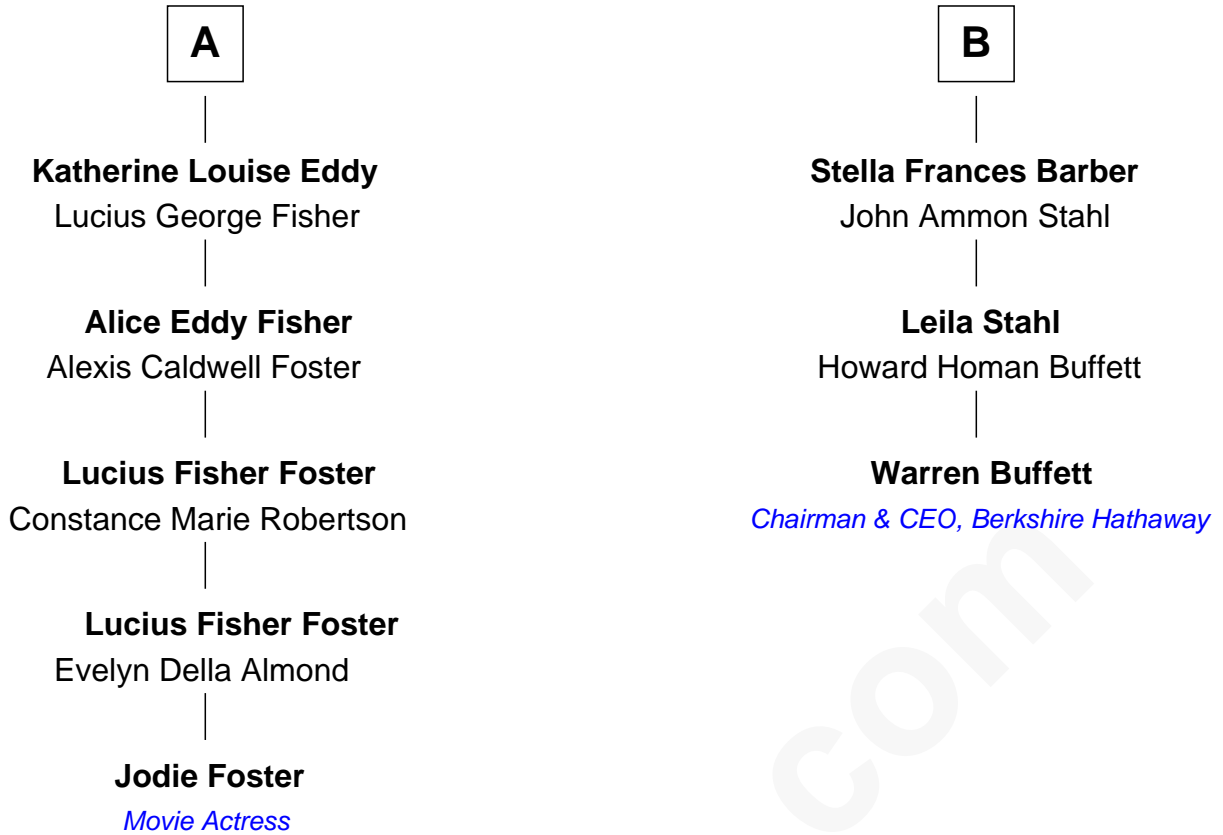 A
Katherine Louise Eddy
Lucius George Fisher
Alice Eddy Fisher
Alexis Caldwell Foster
Lucius Fisher Foster
Constance Marie Robertson
Lucius Fisher Foster
Evelyn Della Almond
Jodie Foster
Movie Actress
B
Stella Frances Barber
John Ammon Stahl
Leila Stahl
Howard Homan Buffett
Warren Buffett
Chairman & CEO, Berkshire Hathaway
com